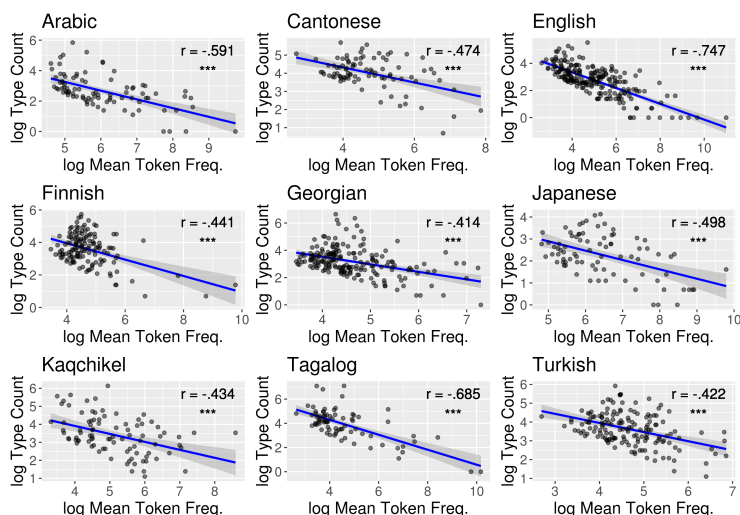 Arabic
r = -.591
***
log Type Count
6
4
2
0
5 6 7 8 9
log Mean Token Freq.
Cantonese
r = -.474
***
log Type Count
5
4
3
2
1
4 6 8
log Mean Token Freq.
English
r = -.747
***
log Type Count
4
2
0
4 6 8 10
log Mean Token Freq.
Finnish
r = -.441
***
log Type Count
6
4
2
0
4 6 8 10
log Mean Token Freq.
Georgian
r = -.414
***
log Type Count
6
4
2
0
4 5 6 7
log Mean Token Freq.
Japanese
r = -.498
***
log Type Count
4
3
2
1
0
5 6 7 8 9 10
log Mean Token Freq.
Kaqchikel
r = -.434
***
log Type Count
6
5
4
3
2
1
4 5 6 7 8
log Mean Token Freq.
Tagalog
r = -.685
***
log Type Count
6
4
2
0
4 6 8 10
log Mean Token Freq.
Turkish
r = -.422
***
log Type Count
6
5
4
3
2
1
3 4 5 6 7
log Mean Token Freq.